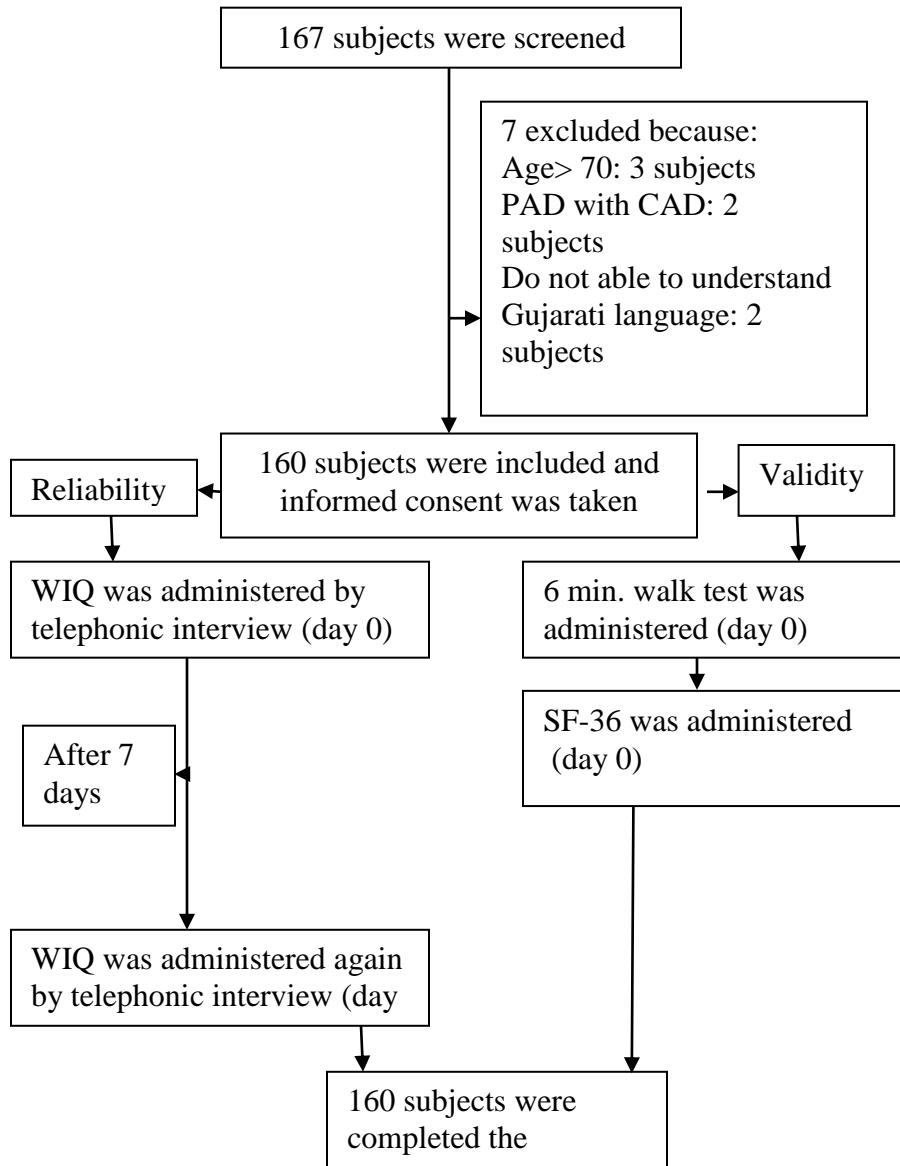 167 subjects were screened
7 excluded because:
Age> 70: 3 subjects
PAD with CAD: 2
subjects
Do not able to understand
Gujarati language: 2
subjects
160 subjects were included and
informed consent was taken
Reliability
Validity
WIQ was administered by
telephonic interview (day 0)
6 min. walk test was
administered (day 0)
SF-36 was administered
(day 0)
After 7
days
WIQ was administered again
by telephonic interview (day
160 subjects were
completed the